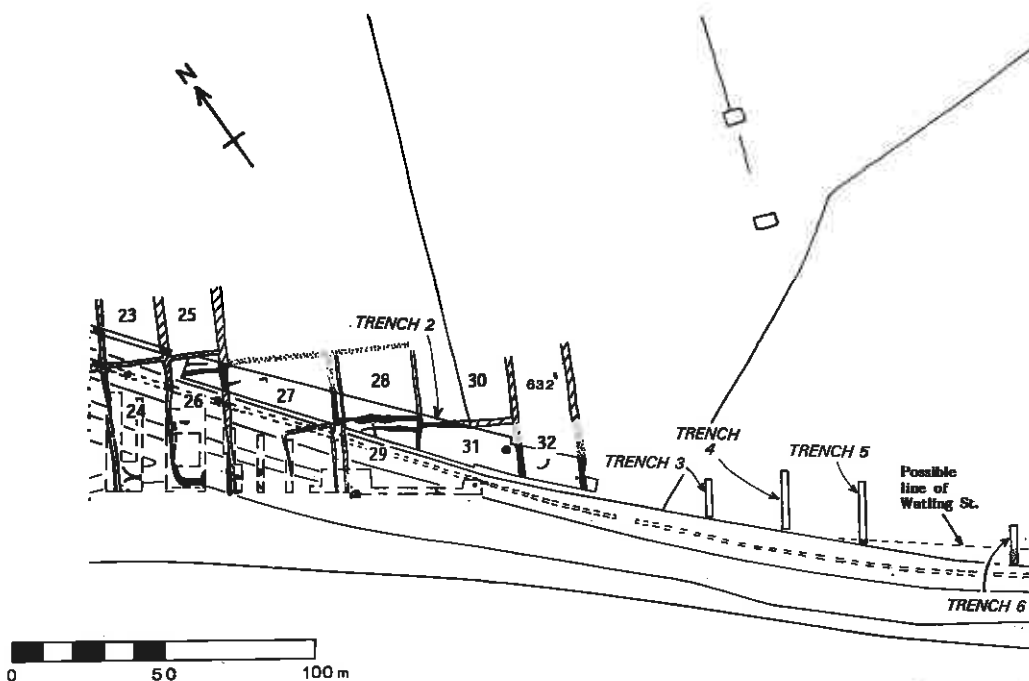 N
23
25
TRENCH 2
28
30
632
24
26
27
29
31
32
TRENCH 3
TRENCH
4
TRENCH 5
Possible
line of
Watling St.
TRENCH 6
0
50
100 m